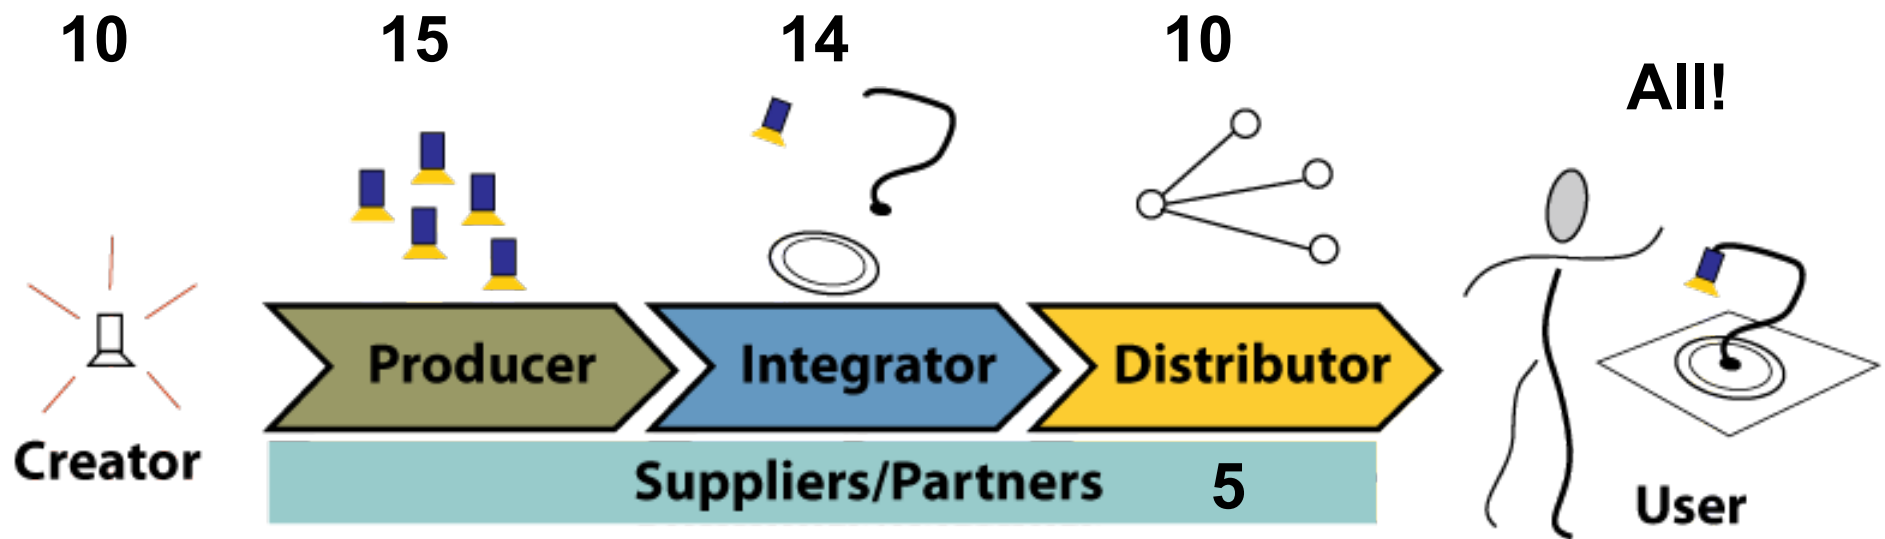 10
15
14
10
All!
Producer
Integrator
Distributor
Creator
Suppliers/Partners
5
User